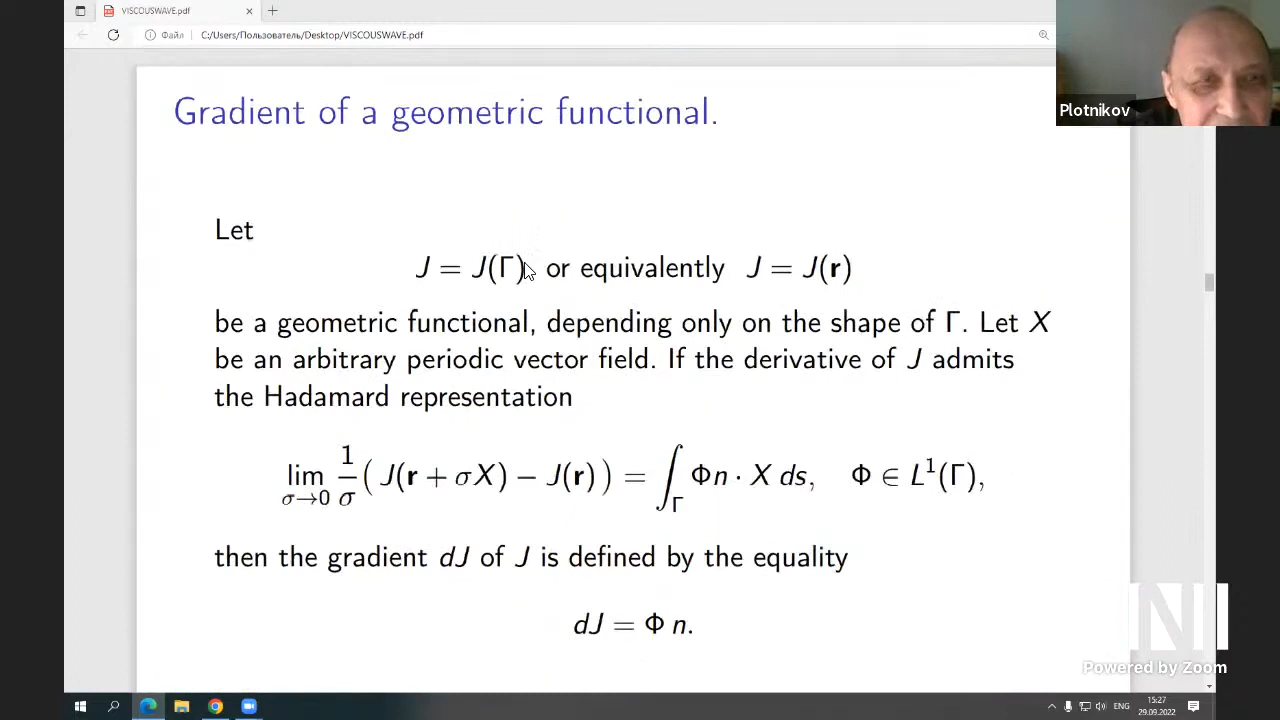 VISCOUSWAVE.pdf
Файл C:/Users/Пользователь/Desktop/VISCOUSWAVE.pdf
Plotnikov
Gradient of a geometric functional.
Let
J = J(Γ) or equivalently J = J(r)
be a geometric functional, depending only on the shape of Γ. Let X
be an arbitrary periodic vector field. If the derivative of J admits
the Hadamard representation
lim_{σ→0} 1/σ ( J(r + σX) − J(r) ) = ∫_Γ Φn · X ds, Φ ∈ L¹(Γ),
then the gradient dJ of J is defined by the equality
dJ = Φ n.
Powered by Zoom
ENG
15:27
29.09.2022